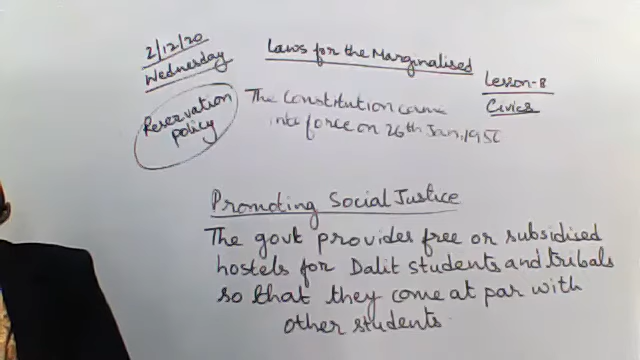 2/12/20
Wednesday
Laws for the Marginalised
Lesson-8
Civics
Reservation
policy
The Constitution came
into force on 26th Jan, 1950
Promoting Social Justice
The govt provides free or subsidised
hostels for Dalit students and tribals
so that they come at par with
other students